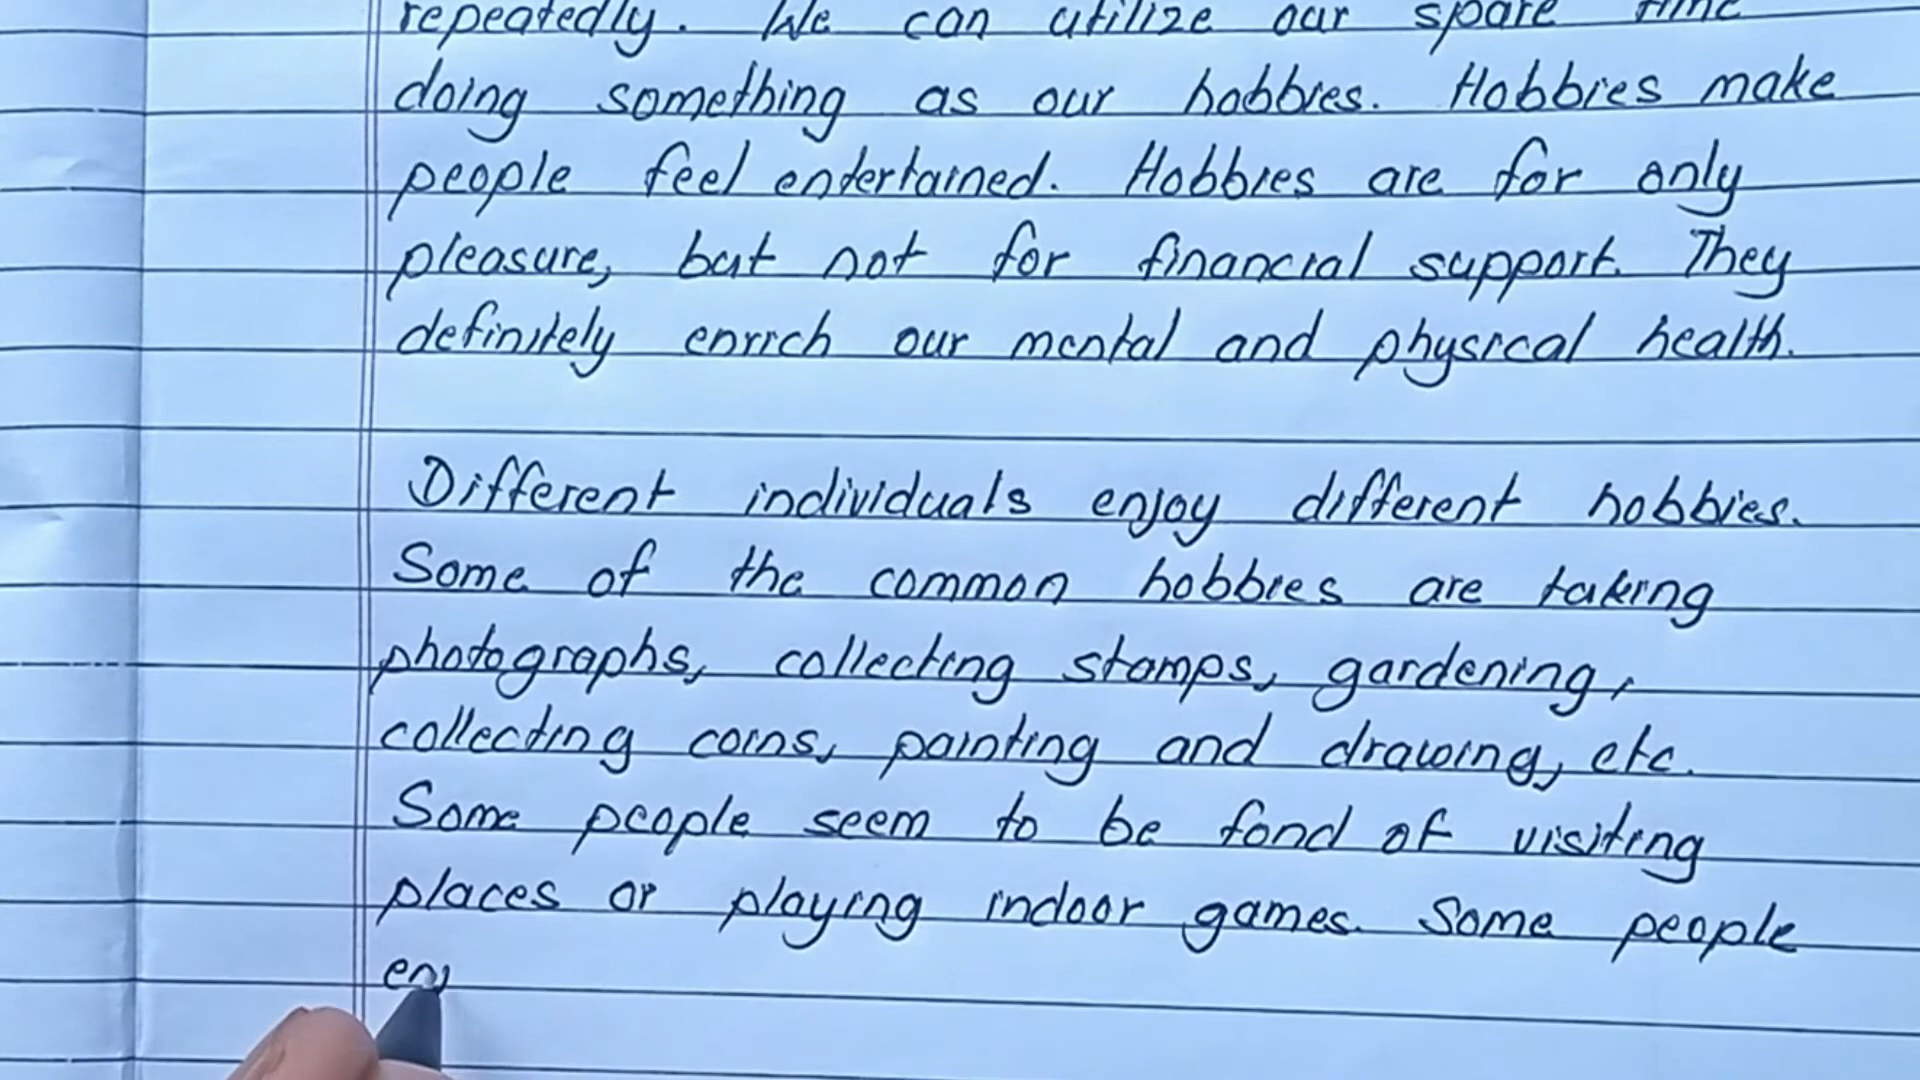 repeatedly. We can utilize our spare time
doing something as our hobbies. Hobbies make
people feel entertained. Hobbies are for only
pleasure, but not for financial support. They
definitely enrich our mental and physical health.
Different individuals enjoy different hobbies.
Some of the common hobbies are taking
photographs, collecting stamps, gardening,
collecting coins, painting and drawing, etc.
Some people seem to be fond of visiting
places or playing indoor games. Some people